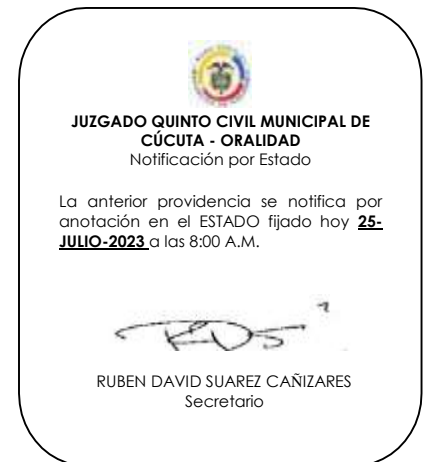 JUZGADO QUINTO CIVIL MUNICIPAL DE
CÚCUTA - ORALIDAD
Notificación por Estado
La anterior providencia se notifica por
anotación en el ESTADO fijado hoy 25-
JULIO-2023 a las 8:00 A.M.
RUBEN DAVID SUAREZ CAÑIZARES
Secretario